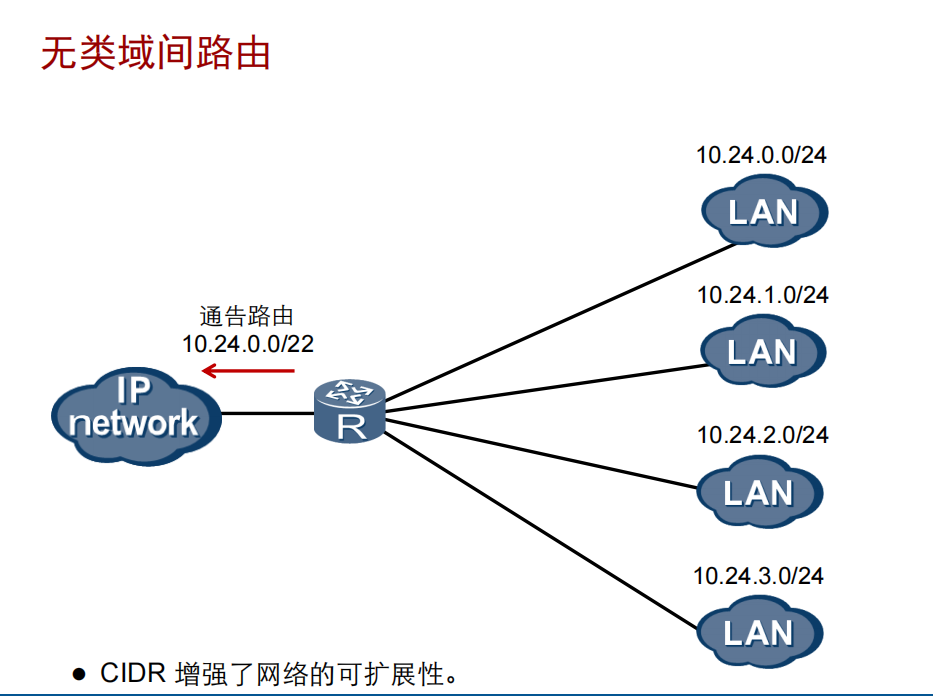 无类域间路由
10.24.0.0/24
LAN
10.24.1.0/24
LAN
通告路由
10.24.0.0/22
IP
network
R
10.24.2.0/24
LAN
10.24.3.0/24
LAN
● CIDR 增强了网络的可扩展性。